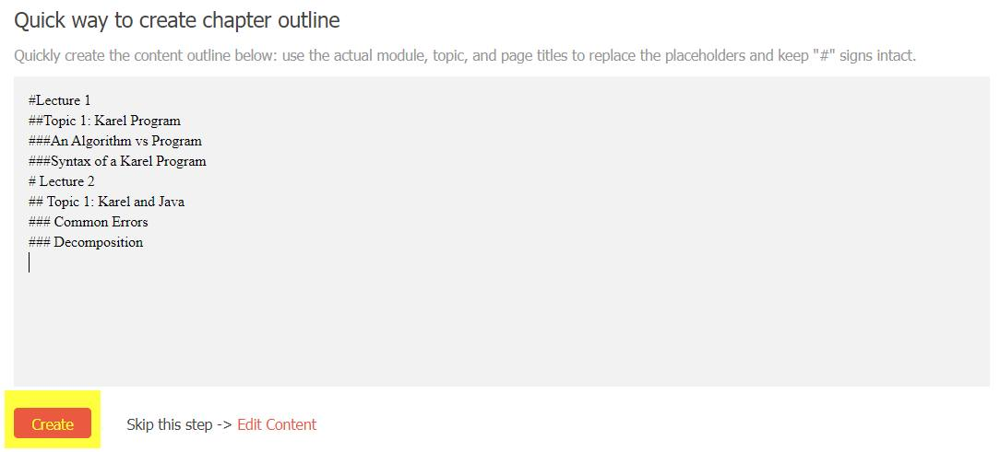 Quick way to create chapter outline
Quickly create the content outline below: use the actual module, topic, and page titles to replace the placeholders and keep "#" signs intact.
#Lecture 1
##Topic 1: Karel Program
###An Algorithm vs Program
###Syntax of a Karel Program
# Lecture 2
## Topic 1: Karel and Java
### Common Errors
### Decomposition
Create Skip this step -> Edit Content